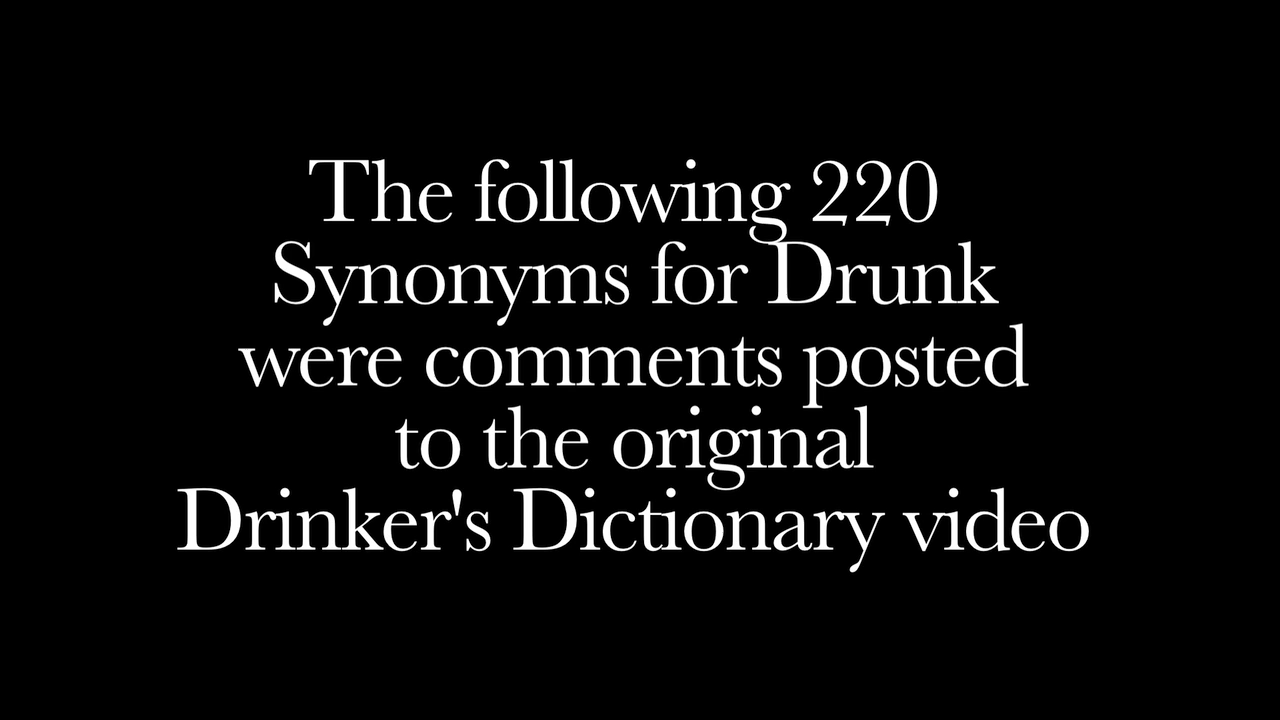 The following 220
Synonyms for Drunk
were comments posted
to the original
Drinker's Dictionary video